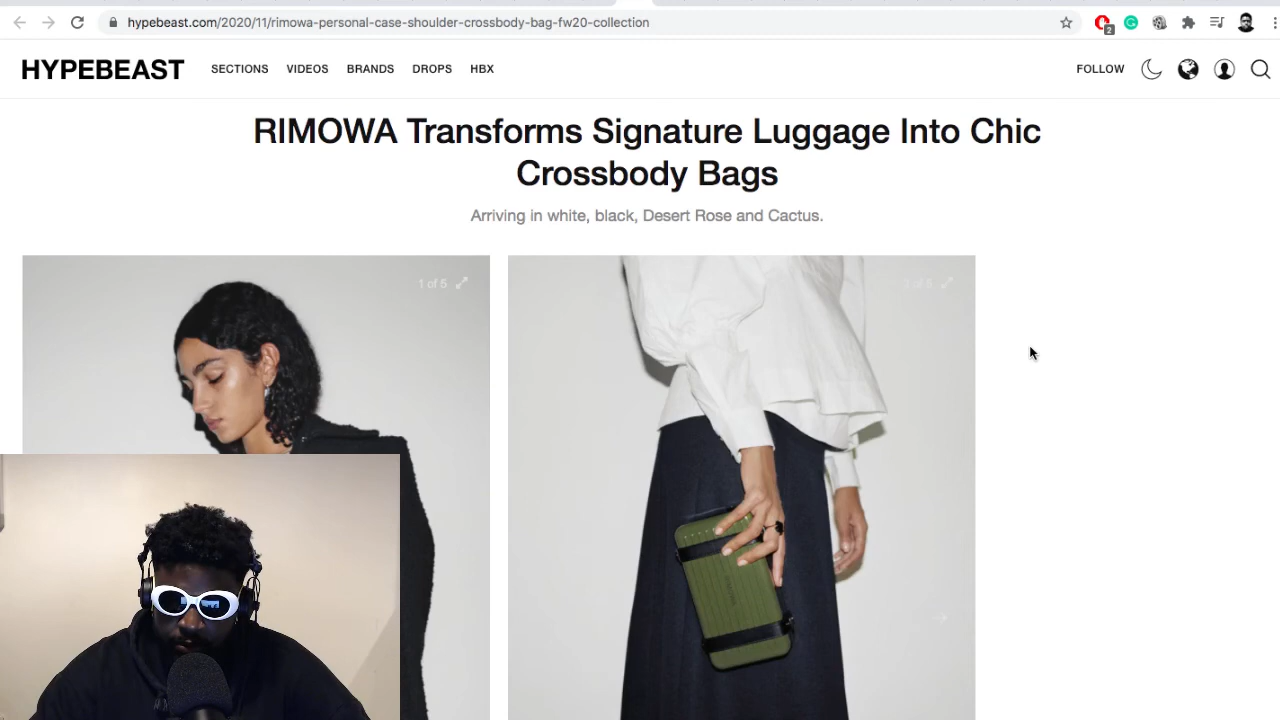 hypebeast.com/2020/11/rimowa-personal-case-shoulder-crossbody-bag-fw20-collection
2
HYPEBEAST SECTIONS VIDEOS BRANDS DROPS HBX FOLLOW
RIMOWA Transforms Signature Luggage Into Chic
Crossbody Bags
Arriving in white, black, Desert Rose and Cactus.
1 of 5
RIMOWA